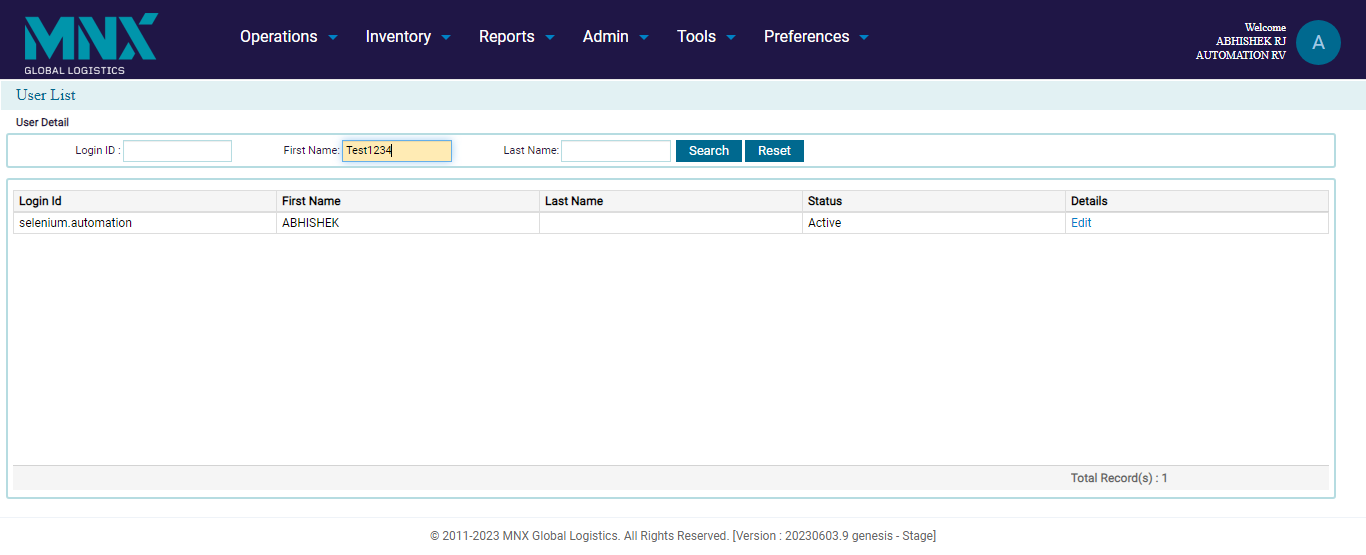 MNX
GLOBAL LOGISTICS
Operations Inventory Reports Admin Tools Preferences
Welcome
ABHISHEK RJ
AUTOMATION RV
A
User List
User Detail
Login ID : First Name: Test1234 Last Name: Search Reset
Login Id First Name Last Name Status Details
selenium.automation ABHISHEK Active Edit
Total Record(s) : 1
© 2011-2023 MNX Global Logistics. All Rights Reserved. [Version : 20230603.9 genesis - Stage]